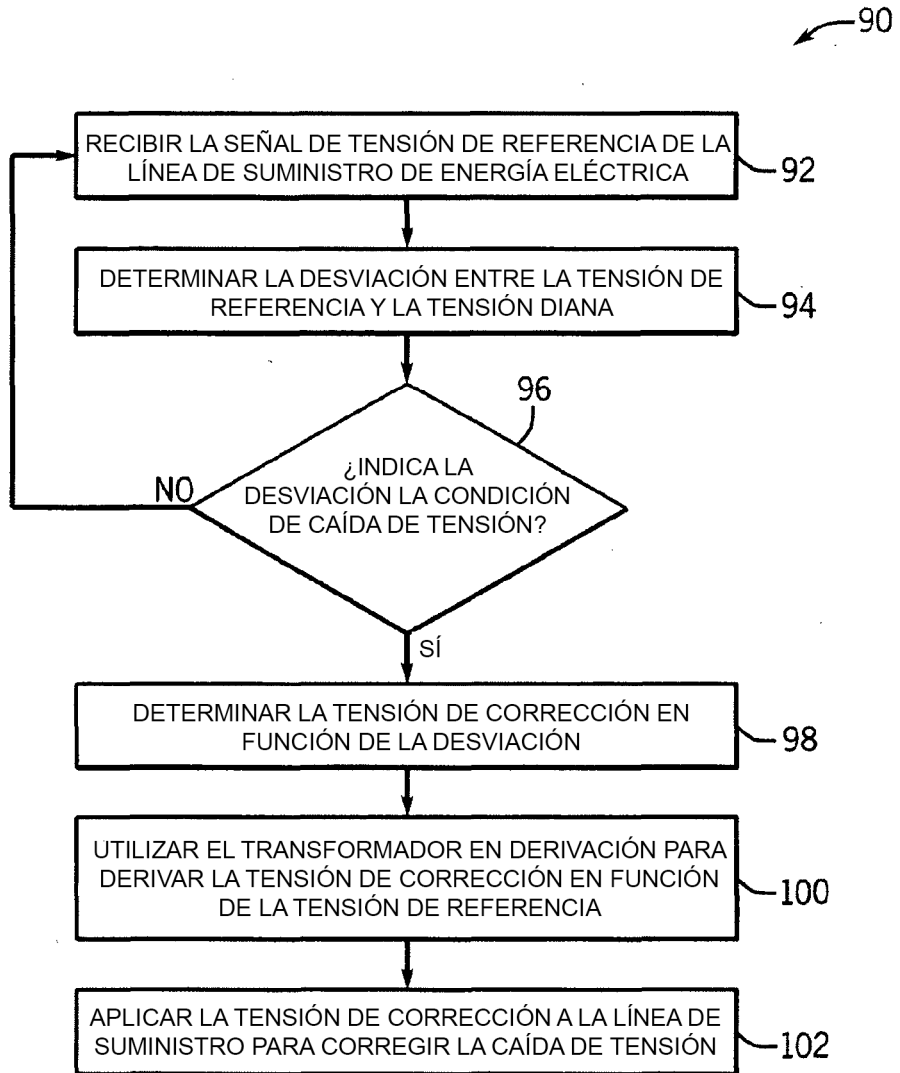 90
RECIBIR LA SEÑAL DE TENSIÓN DE REFERENCIA DE LA
LÍNEA DE SUMINISTRO DE ENERGÍA ELÉCTRICA
92
DETERMINAR LA DESVIACIÓN ENTRE LA TENSIÓN DE
REFERENCIA Y LA TENSIÓN DIANA
94
96
¿INDICA LA
DESVIACIÓN LA CONDICIÓN
DE CAÍDA DE TENSIÓN?
NO
SÍ
DETERMINAR LA TENSIÓN DE CORRECCIÓN EN
FUNCIÓN DE LA DESVIACIÓN
98
UTILIZAR EL TRANSFORMADOR EN DERIVACIÓN PARA
DERIVAR LA TENSIÓN DE CORRECCIÓN EN FUNCIÓN
DE LA TENSIÓN DE REFERENCIA
100
APLICAR LA TENSIÓN DE CORRECCIÓN A LA LÍNEA DE
SUMINISTRO PARA CORREGIR LA CAÍDA DE TENSIÓN
102